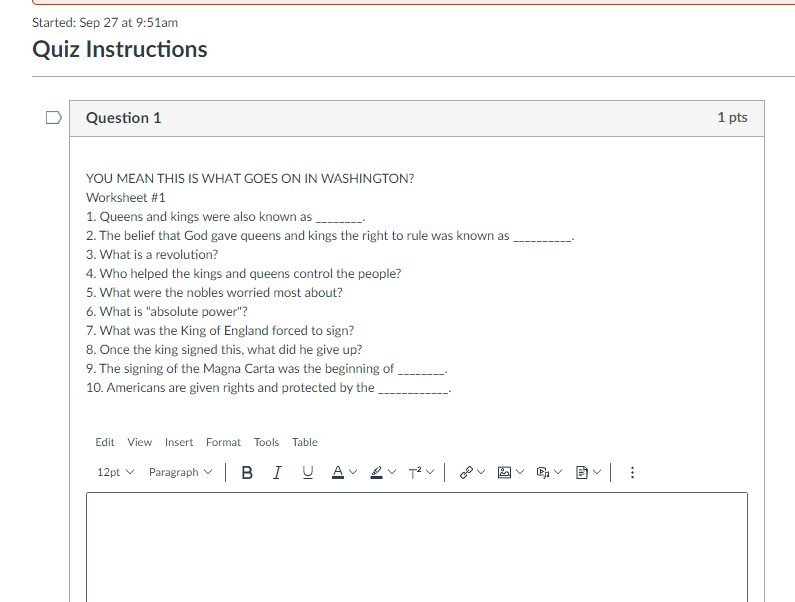 Started: Sep 27 at 9:51am
Quiz Instructions
Question 1 1 pts
YOU MEAN THIS IS WHAT GOES ON IN WASHINGTON?
Worksheet #1
1. Queens and kings were also known as ________.
2. The belief that God gave queens and kings the right to rule was known as __________.
3. What is a revolution?
4. Who helped the kings and queens control the people?
5. What were the nobles worried most about?
6. What is "absolute power"?
7. What was the King of England forced to sign?
8. Once the king signed this, what did he give up?
9. The signing of the Magna Carta was the beginning of ________.
10. Americans are given rights and protected by the ____________.
Edit View Insert Format Tools Table
12pt Paragraph B I U A T²